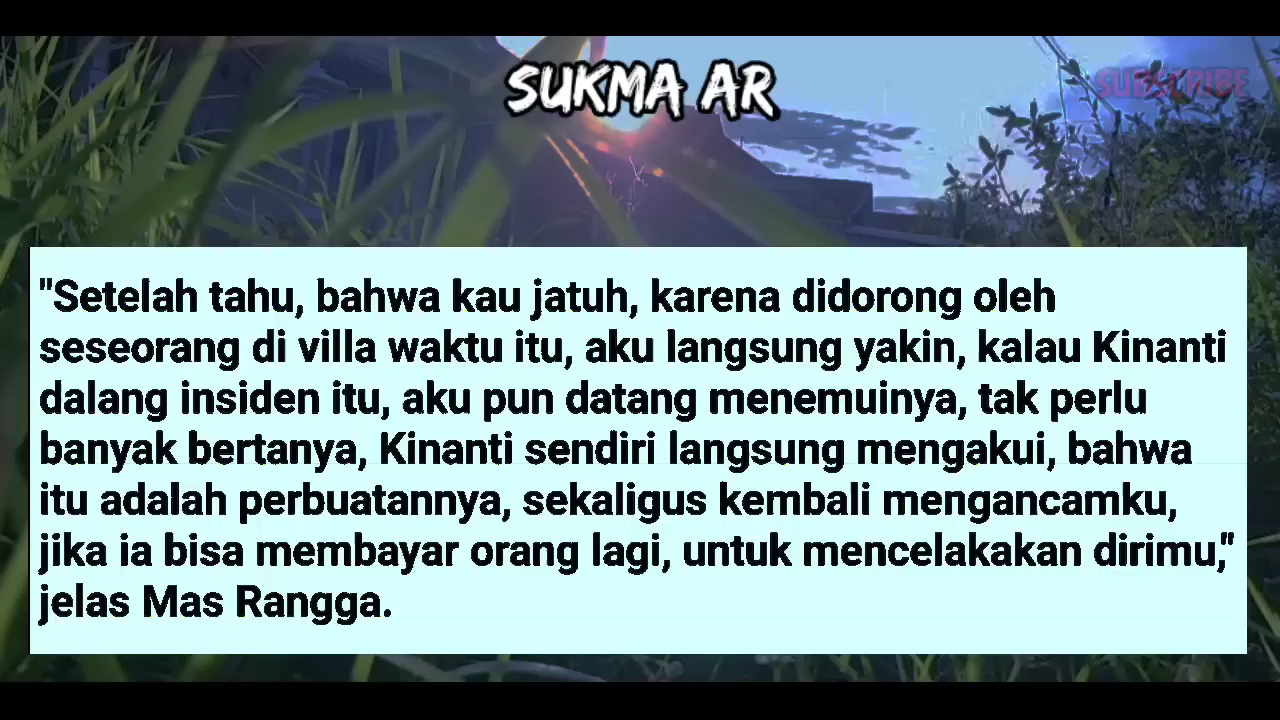 SUKMA AR
SUBSCRIBE
"Setelah tahu, bahwa kau jatuh, karena didorong oleh
seseorang di villa waktu itu, aku langsung yakin, kalau Kinanti
dalang insiden itu, aku pun datang menemuinya, tak perlu
banyak bertanya, Kinanti sendiri langsung mengakui, bahwa
itu adalah perbuatannya, sekaligus kembali mengancamku,
jika ia bisa membayar orang lagi, untuk mencelakakan dirimu,"
jelas Mas Rangga.